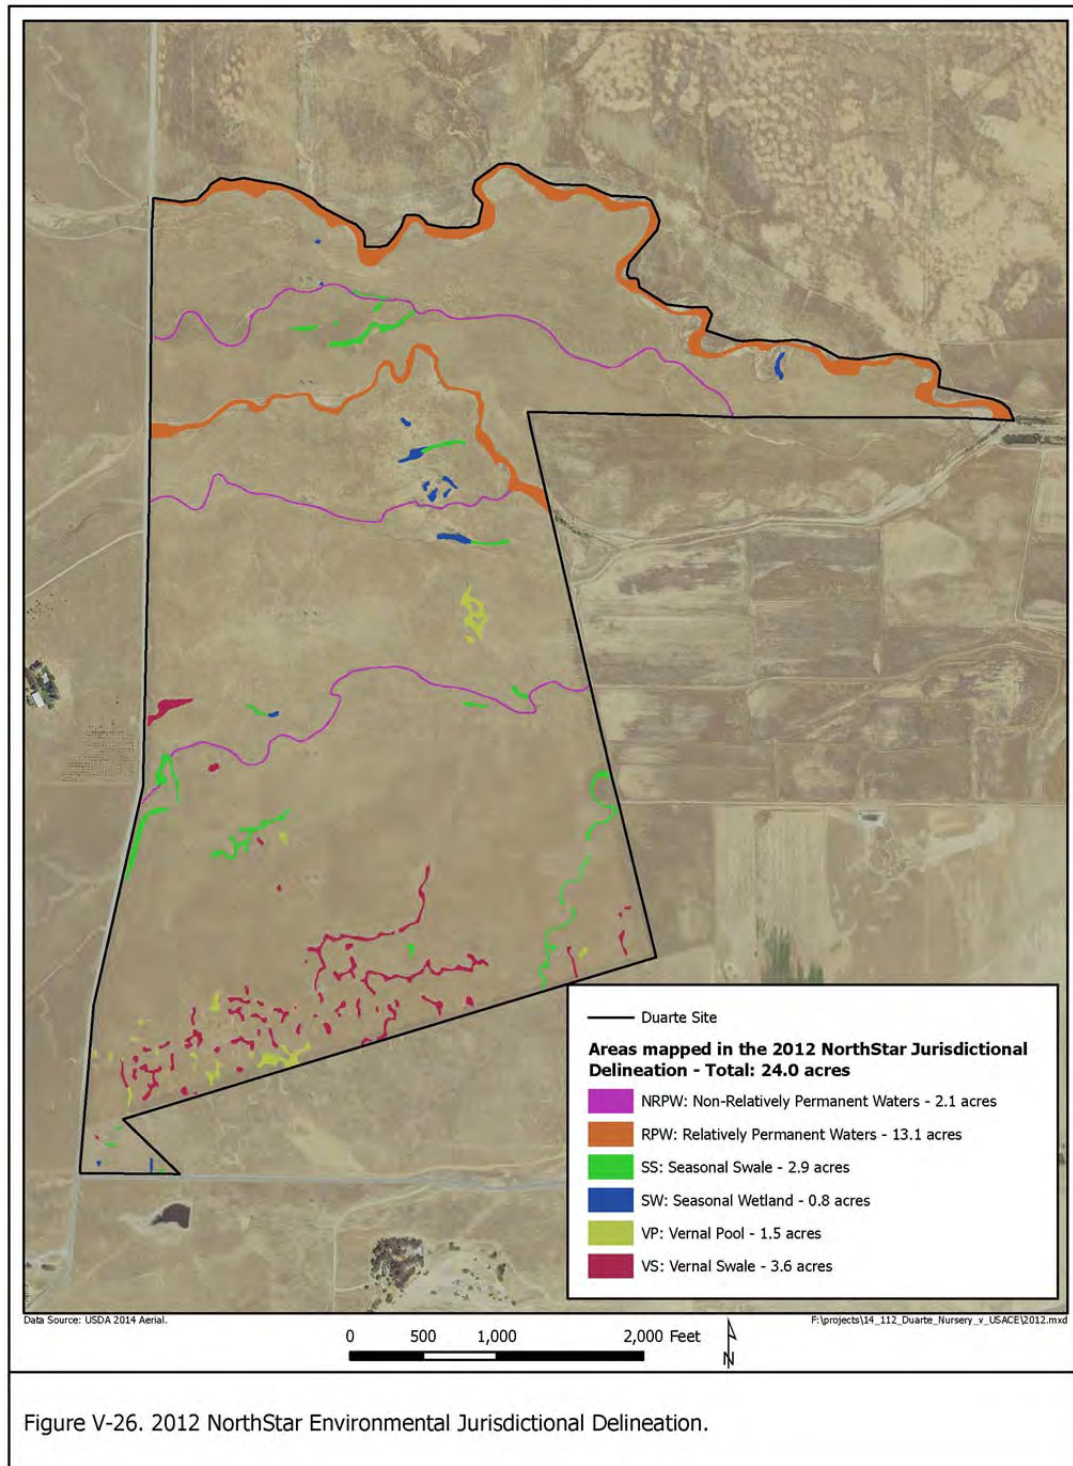 Duarte Site
Areas mapped in the 2012 NorthStar Jurisdictional
Delineation - Total: 24.0 acres
NRPW: Non-Relatively Permanent Waters - 2.1 acres
RPW: Relatively Permanent Waters - 13.1 acres
SS: Seasonal Swale - 2.9 acres
SW: Seasonal Wetland - 0.8 acres
VP: Vernal Pool - 1.5 acres
VS: Vernal Swale - 3.6 acres
Data Source: USDA 2014 Aerial.
F:\projects\14_112_Duarte_Nursery_v_USACE\2012.mxd
0 500 1,000 2,000 Feet
N
Figure V-26. 2012 NorthStar Environmental Jurisdictional Delineation.